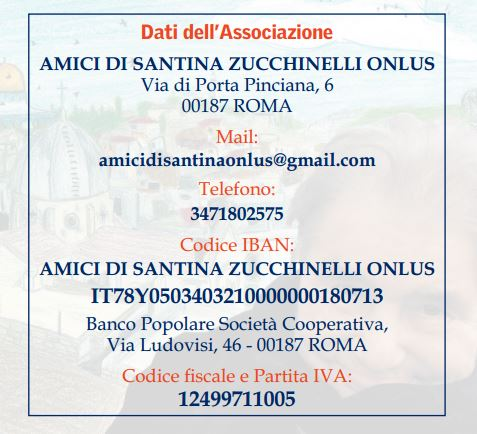 Dati dell'Associazione
AMICI DI SANTINA ZUCCHINELLI ONLUS
Via di Porta Pinciana, 6
00187 ROMA
Mail:
amicidisantinaonlus@gmail.com
Telefono:
3471802575
Codice IBAN:
AMICI DI SANTINA ZUCCHINELLI ONLUS
IT78Y0503403210000000180713
Banco Popolare Società Cooperativa,
Via Ludovisi, 46 - 00187 ROMA
Codice fiscale e Partita IVA:
12499711005